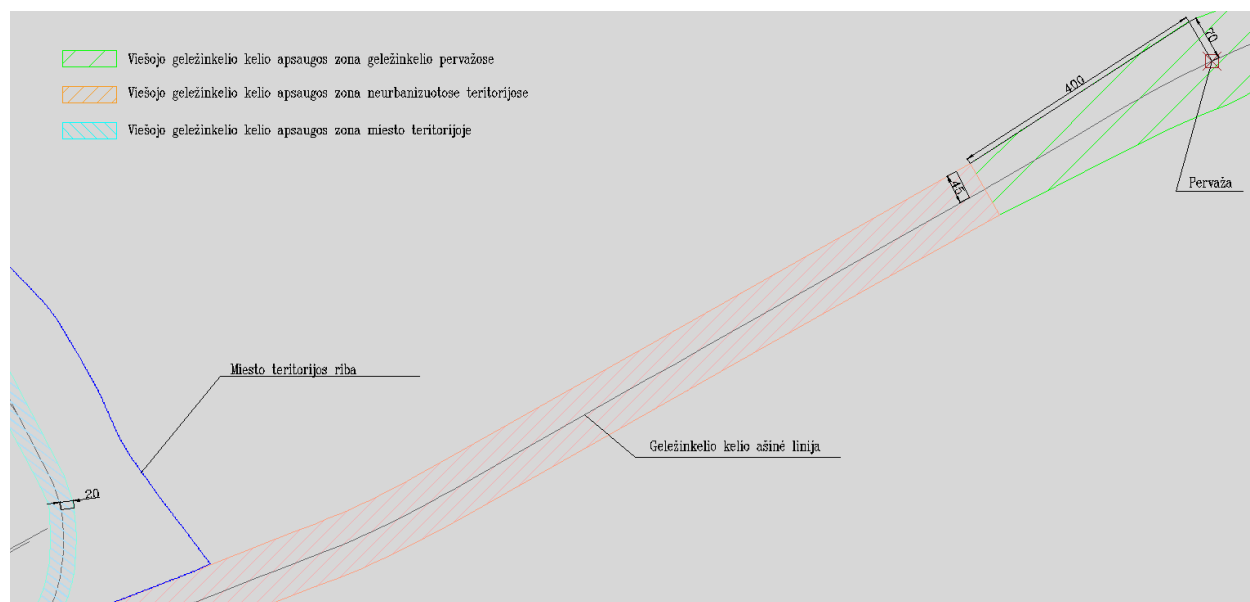 Viešojo geležinkelio kelio apsaugos zona geležinkelio pervažose
Viešojo geležinkelio kelio apsaugos zona neurbanizuotose teritorijose
Viešojo geležinkelio kelio apsaugos zona miesto teritorijoje
70
400
45
Pervaža
Miesto teritorijos riba
Geležinkelio kelio ašinė linija
20